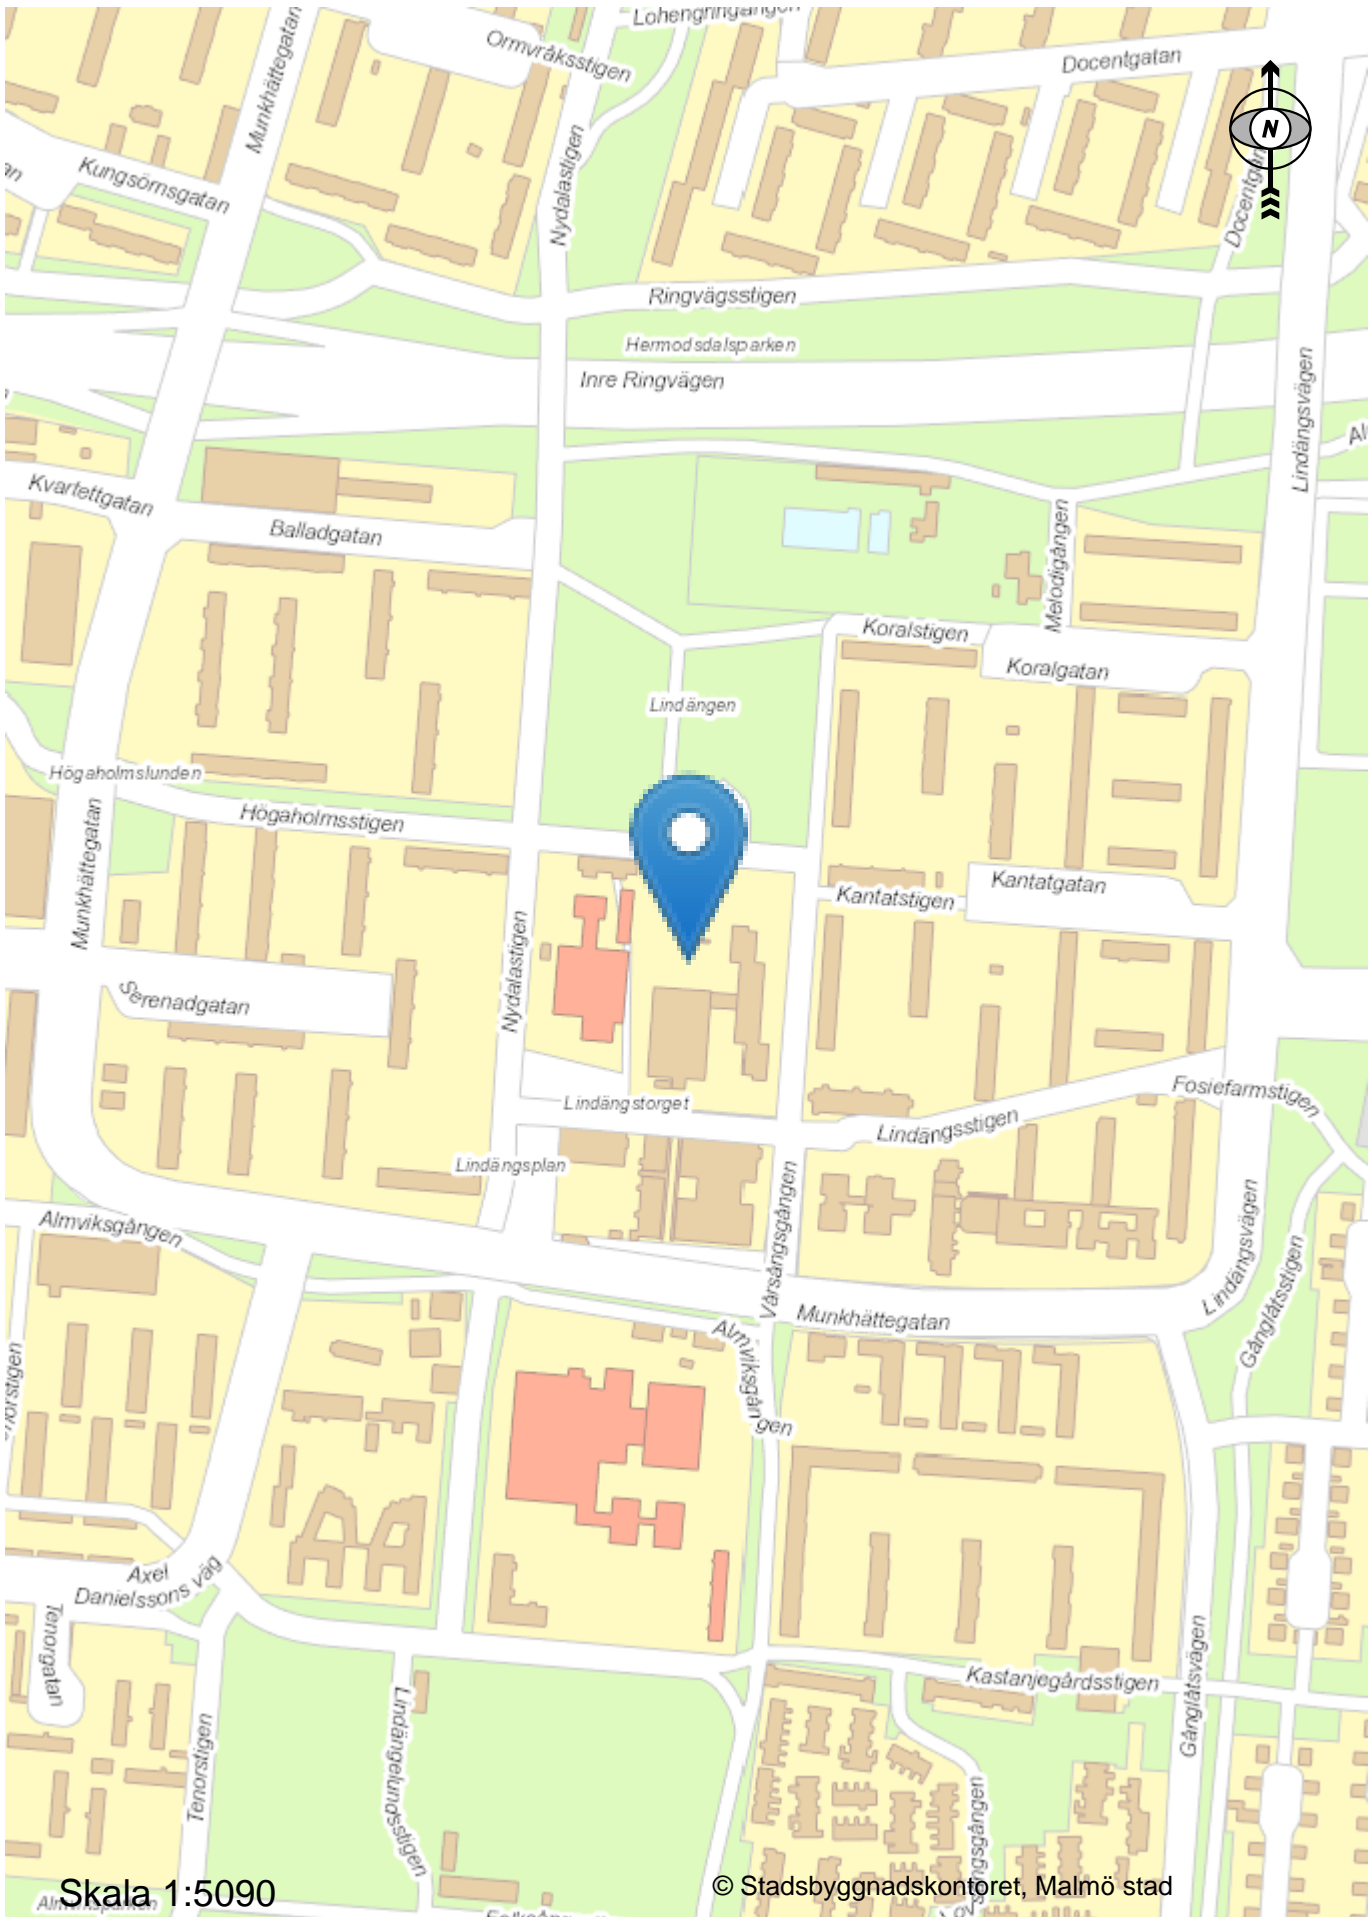 Lohengringången
Ormvråksstigen
Munkhättegatan
Docentgatan
N
Nydalastigen
Kungsörnsgatan
Ringvägsstigen
Hermodsdalsparken
Inre Ringvägen
Lindängsvägen
Kvartettgatan
Balladgatan
Melodigången
Koralstigen
Koralgatan
Lindängen
Högaholmslunden
Högaholmsstigen
Munkhättegatan
Kantatgatan
Kantatstigen
Nydalastigen
Serenadgatan
Fosiefarmstigen
Lindängstorget
Lindängsstigen
Lindängsplan
Vårsångsgången
Almviksgången
Lindängsvägen
Gånglåtsstigen
Munkhättegatan
Almviksgången
Axel
Danielssons väg
Tenorgatan
Kastanjegårdsstigen
Gånglåtsvägen
Lindängelundsstigen
Tenorstigen
Skala 1:5090
© Stadsbyggnadskontoret, Malmö stad
Almviksparken